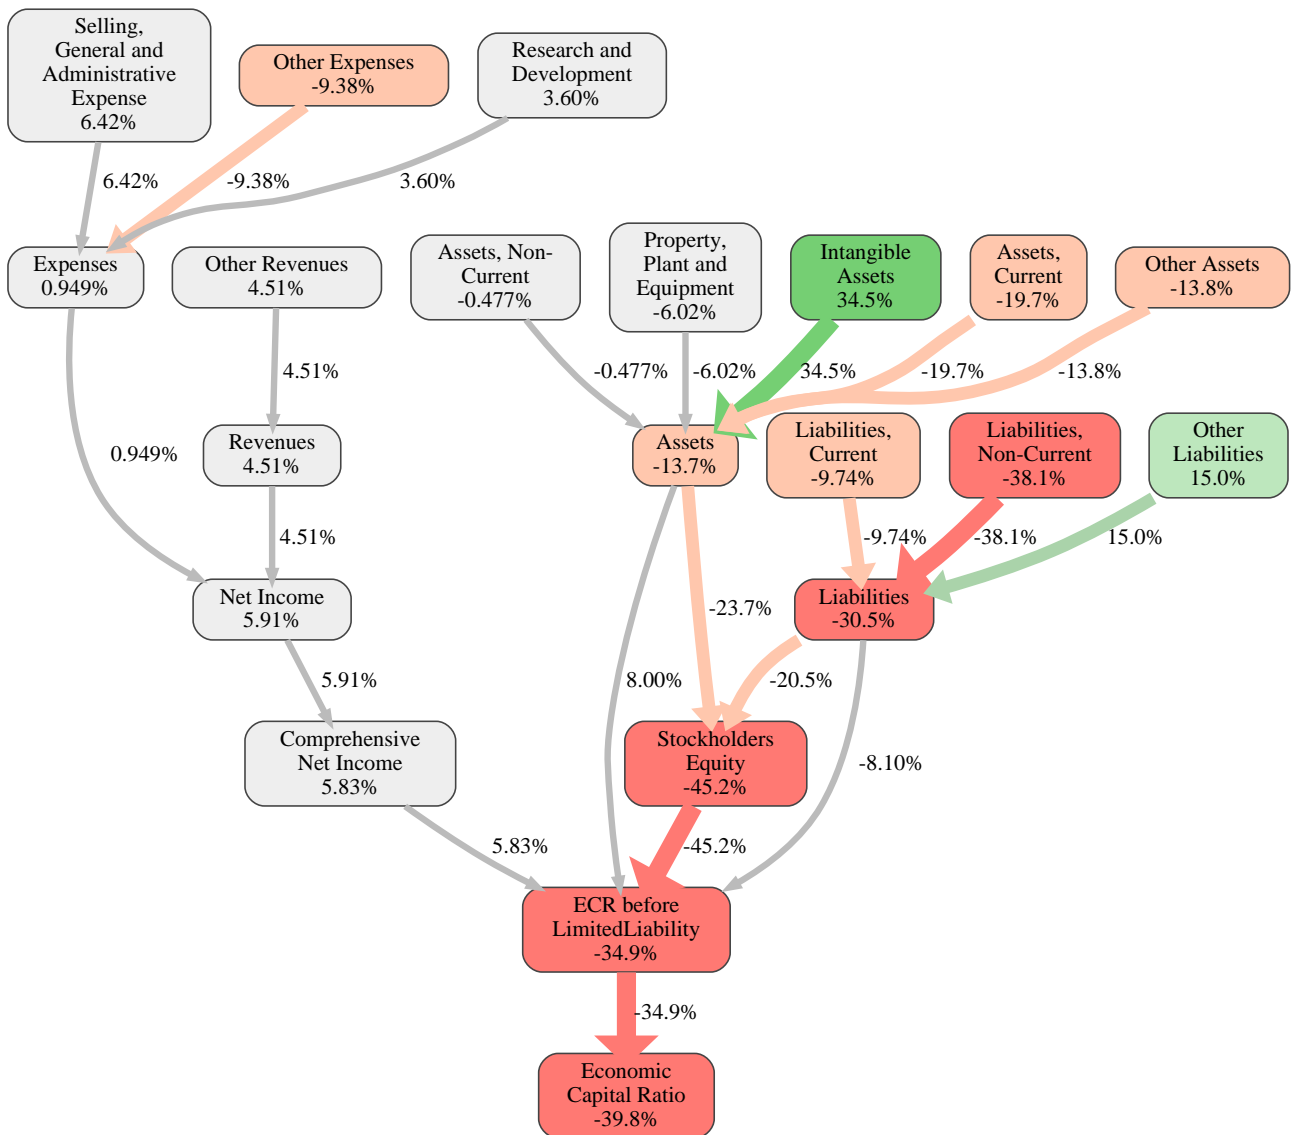 Selling,
General and
Administrative
Expense
6.42%
Other Expenses
-9.38%
Research and
Development
3.60%
6.42%
-9.38%
3.60%
Expenses
0.949%
Other Revenues
4.51%
Assets, Non-
Current
-0.477%
Property,
Plant and
Equipment
-6.02%
Intangible
Assets
34.5%
Assets,
Current
-19.7%
Other Assets
-13.8%
4.51%
-0.477%
-6.02%
34.5%
-19.7%
-13.8%
0.949%
Revenues
4.51%
Assets
-13.7%
Liabilities,
Current
-9.74%
Liabilities,
Non-Current
-38.1%
Other
Liabilities
15.0%
4.51%
-9.74%
-38.1%
15.0%
Net Income
5.91%
-23.7%
Liabilities
-30.5%
5.91%
8.00%
-20.5%
Comprehensive
Net Income
5.83%
Stockholders
Equity
-45.2%
-8.10%
5.83%
-45.2%
ECR before
LimitedLiability
-34.9%
-34.9%
Economic
Capital Ratio
-39.8%